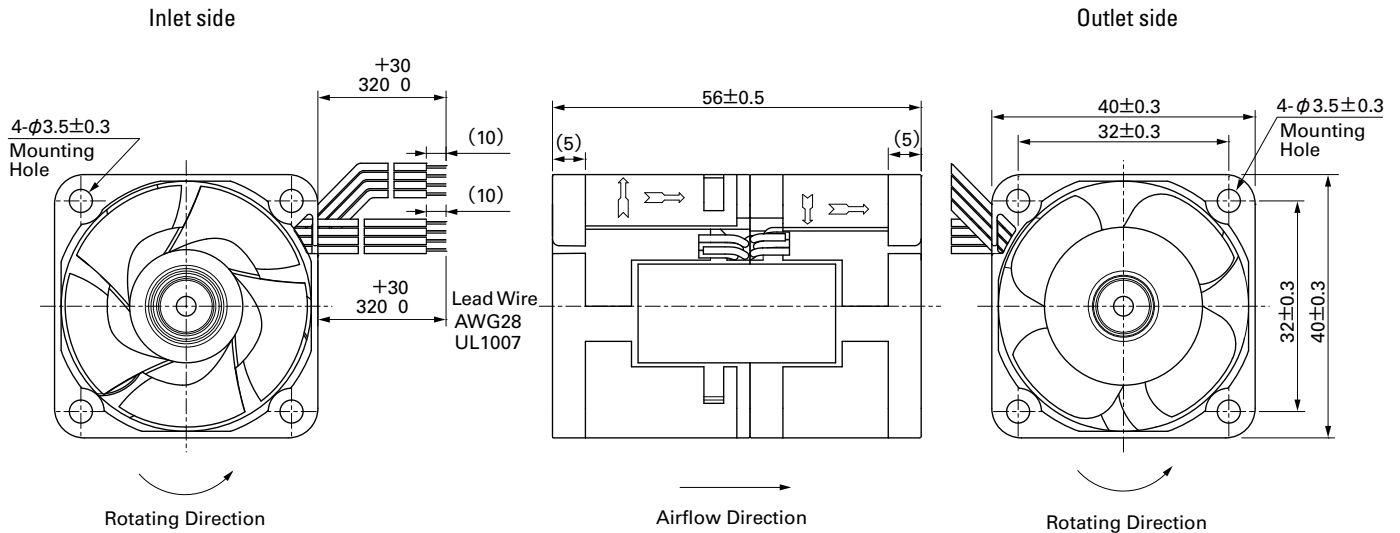 Inlet side
Outlet side
+30
320 0
56±0.5
40±0.3
32±0.3
4-φ3.5±0.3
Mounting
Hole
4-φ3.5±0.3
Mounting
Hole
(10)
(10)
(5)
(5)
+30
320 0
Lead Wire
AWG28
UL1007
32±0.3
40±0.3
Rotating Direction
Airflow Direction
Rotating Direction